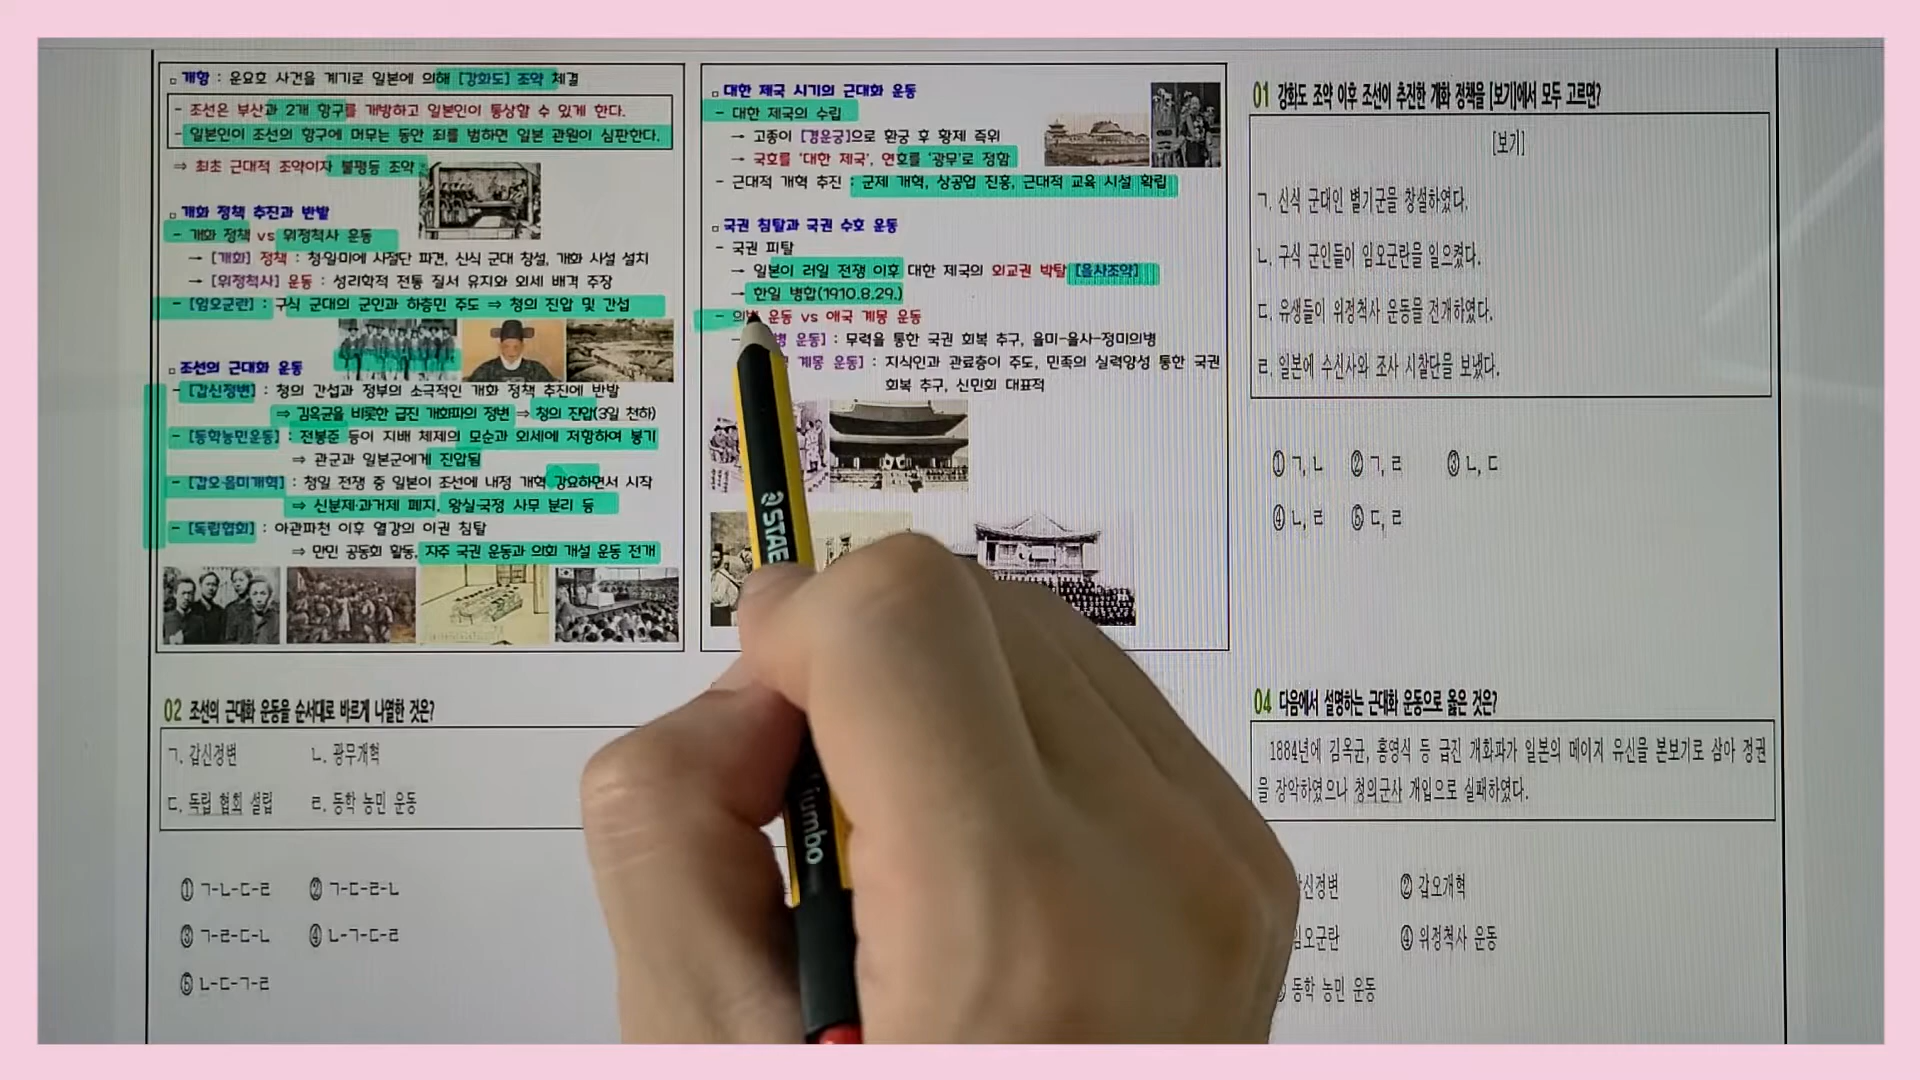 □ 개항 : 운요호 사건을 계기로 일본에 의해 [강화도] 조약 체결
- 조선은 부산과 2개 항구를 개방하고 일본인이 통상할 수 있게 한다.
- 일본인이 조선의 항구에 머무는 동안 죄를 범하면 일본 관원이 심판한다.
⇒ 최초 근대적 조약이자 불평등 조약
□ 개화 정책 추진과 반발
- 개화 정책 vs 위정척사 운동
→ [개화] 정책 : 청·일·미에 사절단 파견, 신식 군대 창설, 개화 시설 설치
→ [위정척사] 운동 : 성리학적 전통 질서 유지와 외세 배격 주장
- [임오군란] : 구식 군대의 군인과 하층민 주도 ⇒ 청의 진압 및 간섭
□ 조선의 근대화 운동
- [갑신정변] : 청의 간섭과 정부의 소극적인 개화 정책 추진에 반발
⇒ 김옥균을 비롯한 급진 개화파의 정변 ⇒ 청의 진압(3일 천하)
- [동학농민운동] : 전봉준 등이 지배 체제의 모순과 외세에 저항하여 봉기
⇒ 관군과 일본군에게 진압됨
- [갑오·을미개혁] : 청일 전쟁 중 일본이 조선에 내정 개혁 강요하면서 시작
⇒ 신분제·과거제 폐지, 왕실·국정 사무 분리 등
- [독립협회] : 아관파천 이후 열강의 이권 침탈
⇒ 만민 공동회 활동, 자주 국권 운동과 의회 개설 운동 전개
□ 대한 제국 시기의 근대화 운동
- 대한 제국의 수립
→ 고종이 [경운궁]으로 환궁 후 황제 즉위
→ 국호를 '대한 제국', 연호를 '광무'로 정함
- 근대적 개혁 추진 : 군제 개혁, 상공업 진흥, 근대적 교육 시설 확립
□ 국권 침탈과 국권 수호 운동
- 국권 피탈
→ 일본이 러일 전쟁 이후 대한 제국의 외교권 박탈 [을사조약]
→ 한일 병합(1910.8.29.)
- 의병 운동 vs 애국 계몽 운동
병 운동] : 무력을 통한 국권 회복 추구, 을미-을사-정미의병
계몽 운동] : 지식인과 관료층이 주도, 민족의 실력양성 통한 국권
회복 추구, 신민회 대표적
01 강화도 조약 이후 조선이 추진한 개화 정책을 [보기]에서 모두 고르면?
[보기]
ㄱ. 신식 군대인 별기군을 창설하였다.
ㄴ. 구식 군인들이 임오군란을 일으켰다.
ㄷ. 유생들이 위정척사 운동을 전개하였다.
ㄹ. 일본에 수신사와 조사 시찰단을 보냈다.
① ㄱ, ㄴ ② ㄱ, ㄹ ③ ㄴ, ㄷ
④ ㄴ, ㄹ ⑤ ㄷ, ㄹ
02 조선의 근대화 운동을 순서대로 바르게 나열한 것은?
ㄱ. 갑신정변 ㄴ. 광무개혁
ㄷ. 독립 협회 설립 ㄹ. 동학 농민 운동
① ㄱ-ㄴ-ㄷ-ㄹ ② ㄱ-ㄷ-ㄹ-ㄴ
③ ㄱ-ㄹ-ㄷ-ㄴ ④ ㄴ-ㄱ-ㄷ-ㄹ
⑤ ㄴ-ㄷ-ㄱ-ㄹ
04 다음에서 설명하는 근대화 운동으로 옳은 것은?
1884년에 김옥균, 홍영식 등 급진 개화파가 일본의 메이지 유신을 본보기로 삼아 정권
을 장악하였으나 청의군사 개입으로 실패하였다.
신정변 ② 갑오개혁
임오군란 ④ 위정척사 운동
동학 농민 운동
STAE
jumbo